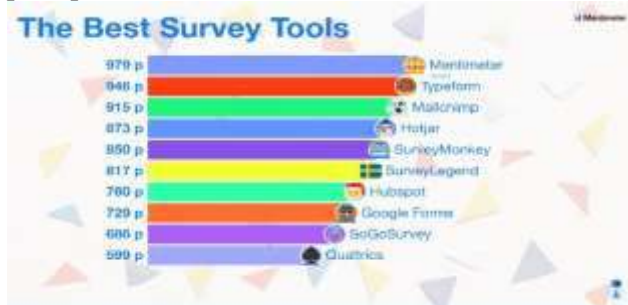 The Best Survey Tools
Mentimeter
979 p Mentimeter
946 p Typeform
915 p Mailchimp
873 p Hotjar
850 p SurveyMonkey
817 p SurveyLegend
760 p Hubspot
729 p Google Forms
686 p SoGoSurvey
599 p Qualtrics